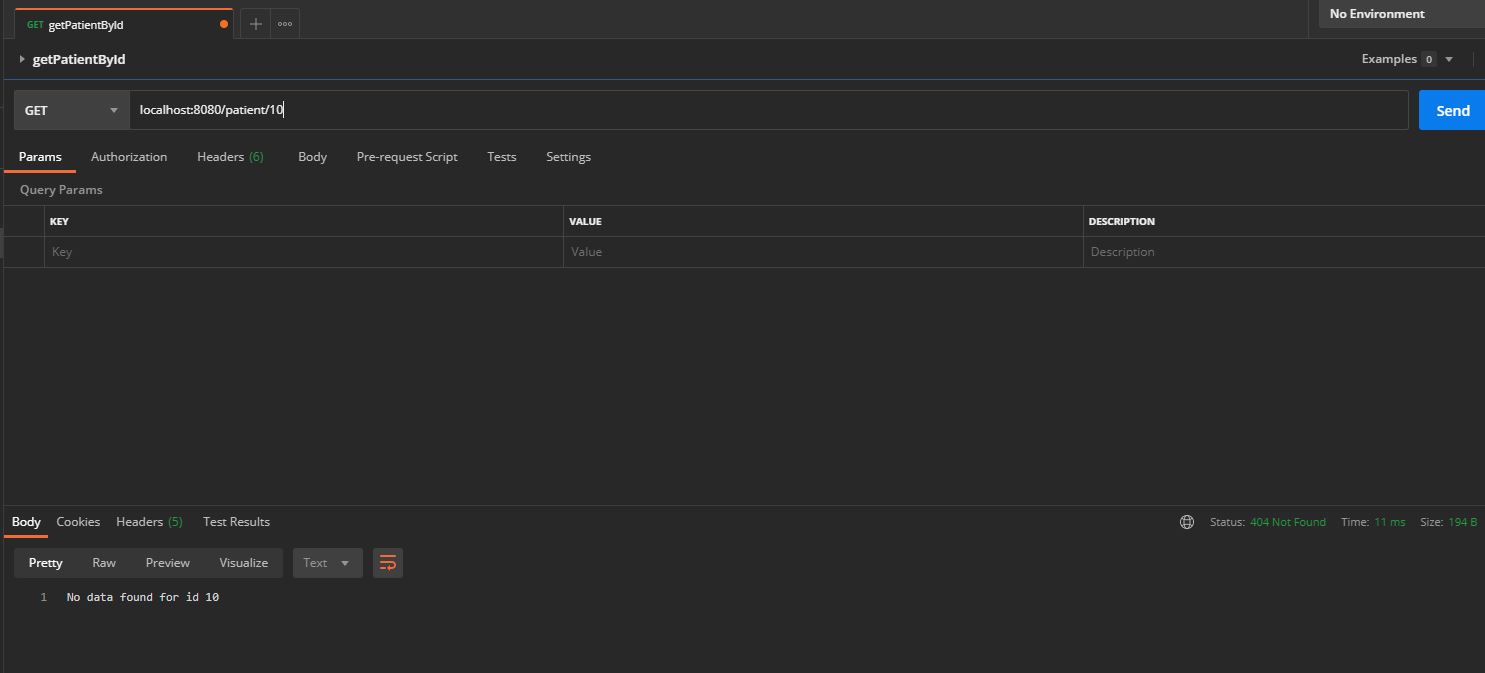 GET getPatientById
No Environment
getPatientById
Examples 0
GET localhost:8080/patient/10 Send
Params Authorization Headers (6) Body Pre-request Script Tests Settings
Query Params
KEY VALUE DESCRIPTION
Key Value Description
Body Cookies Headers (5) Test Results Status: 404 Not Found Time: 11 ms Size: 194 B
Pretty Raw Preview Visualize Text
1 No data found for id 10